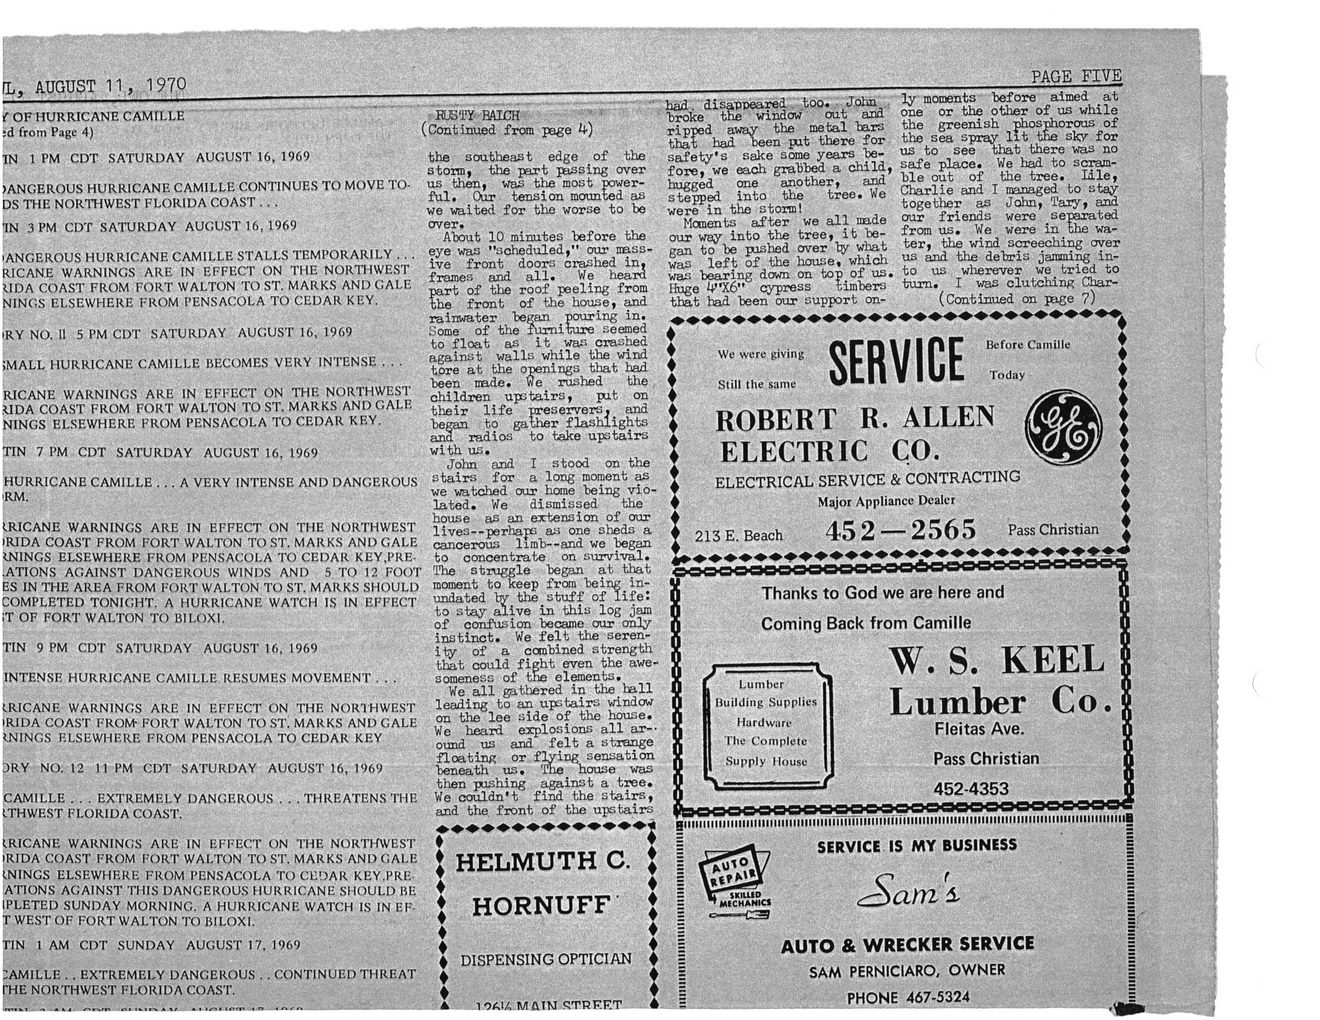 L, AUGUST 11, 1970
PAGE FIVE
Y OF HURRICANE CAMILLE
ed from Page 4)
IN 1 PM CDT SATURDAY AUGUST 16, 1969
DANGEROUS HURRICANE CAMILLE CONTINUES TO MOVE TO-
DS THE NORTHWEST FLORIDA COAST . . .
IN 3 PM CDT SATURDAY AUGUST 16, 1969
DANGEROUS HURRICANE CAMILLE STALLS TEMPORARILY . . .
RICANE WARNINGS ARE IN EFFECT ON THE NORTHWEST
RIDA COAST FROM FORT WALTON TO ST. MARKS AND GALE
NINGS ELSEWHERE FROM PENSACOLA TO CEDAR KEY.
RY NO. II 5 PM CDT SATURDAY AUGUST 16, 1969
SMALL HURRICANE CAMILLE BECOMES VERY INTENSE . . .
RICANE WARNINGS ARE IN EFFECT ON THE NORTHWEST
RIDA COAST FROM FORT WALTON TO ST. MARKS AND GALE
NINGS ELSEWHERE FROM PENSACOLA TO CEDAR KEY.
TIN 7 PM CDT SATURDAY AUGUST 16, 1969
HURRICANE CAMILLE . . . A VERY INTENSE AND DANGEROUS
RM.
RRICANE WARNINGS ARE IN EFFECT ON THE NORTHWEST
ORIDA COAST FROM FORT WALTON TO ST. MARKS AND GALE
RNINGS ELSEWHERE FROM PENSACOLA TO CEDAR KEY,PRE-
ATIONS AGAINST DANGEROUS WINDS AND 5 TO 12 FOOT
ES IN THE AREA FROM FORT WALTON TO ST. MARKS SHOULD
COMPLETED TONIGHT. A HURRICANE WATCH IS IN EFFECT
T OF FORT WALTON TO BILOXI.
TIN 9 PM CDT SATURDAY AUGUST 16, 1969
INTENSE HURRICANE CAMILLE RESUMES MOVEMENT . . .
RRICANE WARNINGS ARE IN EFFECT ON THE NORTHWEST
ORIDA COAST FROM FORT WALTON TO ST. MARKS AND GALE
RNINGS ELSEWHERE FROM PENSACOLA TO CEDAR KEY
ORY NO. 12 11 PM CDT SATURDAY AUGUST 16, 1969
CAMILLE . . . EXTREMELY DANGEROUS . . . THREATENS THE
RTHWEST FLORIDA COAST.
RRICANE WARNINGS ARE IN EFFECT ON THE NORTHWEST
ORIDA COAST FROM FORT WALTON TO ST. MARKS AND GALE
RNINGS ELSEWHERE FROM PENSACOLA TO CEDAR KEY,PRE-
ATIONS AGAINST THIS DANGEROUS HURRICANE SHOULD BE
MPLETED SUNDAY MORNING. A HURRICANE WATCH IS IN EF-
T WEST OF FORT WALTON TO BILOXI.
TIN 1 AM CDT SUNDAY AUGUST 17, 1969
CAMILLE . . EXTREMELY DANGEROUS . . CONTINUED THREAT
THE NORTHWEST FLORIDA COAST.
RUSTY BALCH
(Continued from page 4)
the southeast edge of the
storm, the part passing over
us then, was the most power-
ful. Our tension mounted as
we waited for the worse to be
over.
About 10 minutes before the
eye was "scheduled," our mass-
ive front doors crashed in,
frames and all. We heard
part of the roof peeling from
the front of the house, and
rainwater began pouring in.
Some of the furniture seemed
to float as it was crashed
against walls while the wind
tore at the openings that had
been made. We rushed the
children upstairs, put on
their life preservers, and
began to gather flashlights
and radios to take upstairs
with us.
John and I stood on the
stairs for a long moment as
we watched our home being vio-
lated. We dismissed the
house as an extension of our
lives--perhaps as one sheds a
cancerous limb--and we began
to concentrate on survival.
The struggle began at that
moment to keep from being in-
undated by the stuff of life:
to stay alive in this log jam
of confusion became our only
instinct. We felt the seren-
ity of a combined strength
that could fight even the awe-
someness of the elements.
We all gathered in the hall
leading to an upstairs window
on the lee side of the house.
We heard explosions all ar-
ound us and felt a strange
floating or flying sensation
beneath us. The house was
then pushing against a tree.
We couldn't find the stairs,
and the front of the upstairs
HELMUTH C.
HORNUFF
DISPENSING OPTICIAN
126½ MAIN STREET
had disappeared too. John
broke the window out and
ripped away the metal bars
that had been put there for
safety's sake some years be-
fore, we each grabbed a child,
hugged one another, and
stepped into the tree. We
were in the storm!
Moments after we all made
our way into the tree, it be-
gan to be pushed over by what
was left of the house, which
was bearing down on top of us.
Huge 4"X6" cypress timbers
that had been our support on-
ly moments before aimed at
one or the other of us while
the greenish phosphorous of
the sea spray lit the sky for
us to see that there was no
safe place. We had to scram-
ble out of the tree. Lile,
Charlie and I managed to stay
together as John, Tary, and
our friends were separated
from us. We were in the wa-
ter, the wind screeching over
us and the debris jamming in-
to us wherever we tried to
turn. I was clutching Char-
(Continued on page 7)
We were giving
SERVICE
Before Camille
Still the same
Today
ROBERT R. ALLEN
ELECTRIC CO.
GE
ELECTRICAL SERVICE & CONTRACTING
Major Appliance Dealer
213 E. Beach
452—2565
Pass Christian
Thanks to God we are here and
Coming Back from Camille
W. S. KEEL
Lumber Co.
Lumber
Building Supplies
Hardware
The Complete
Supply House
Fleitas Ave.
Pass Christian
452-4353
SERVICE IS MY BUSINESS
AUTO
REPAIR
SKILLED
MECHANICS
Sam's
AUTO & WRECKER SERVICE
SAM PERNICIARO, OWNER
PHONE 467-5324